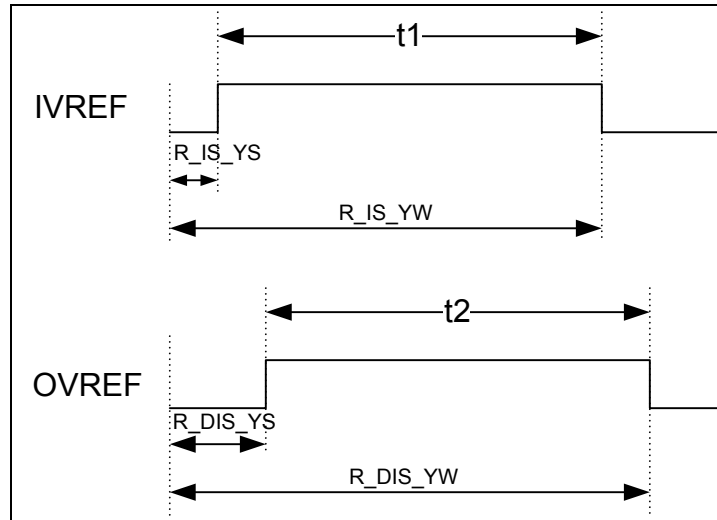 t1
IVREF
R_IS_YS
R_IS_YW
t2
OVREF
R_DIS_YS
R_DIS_YW